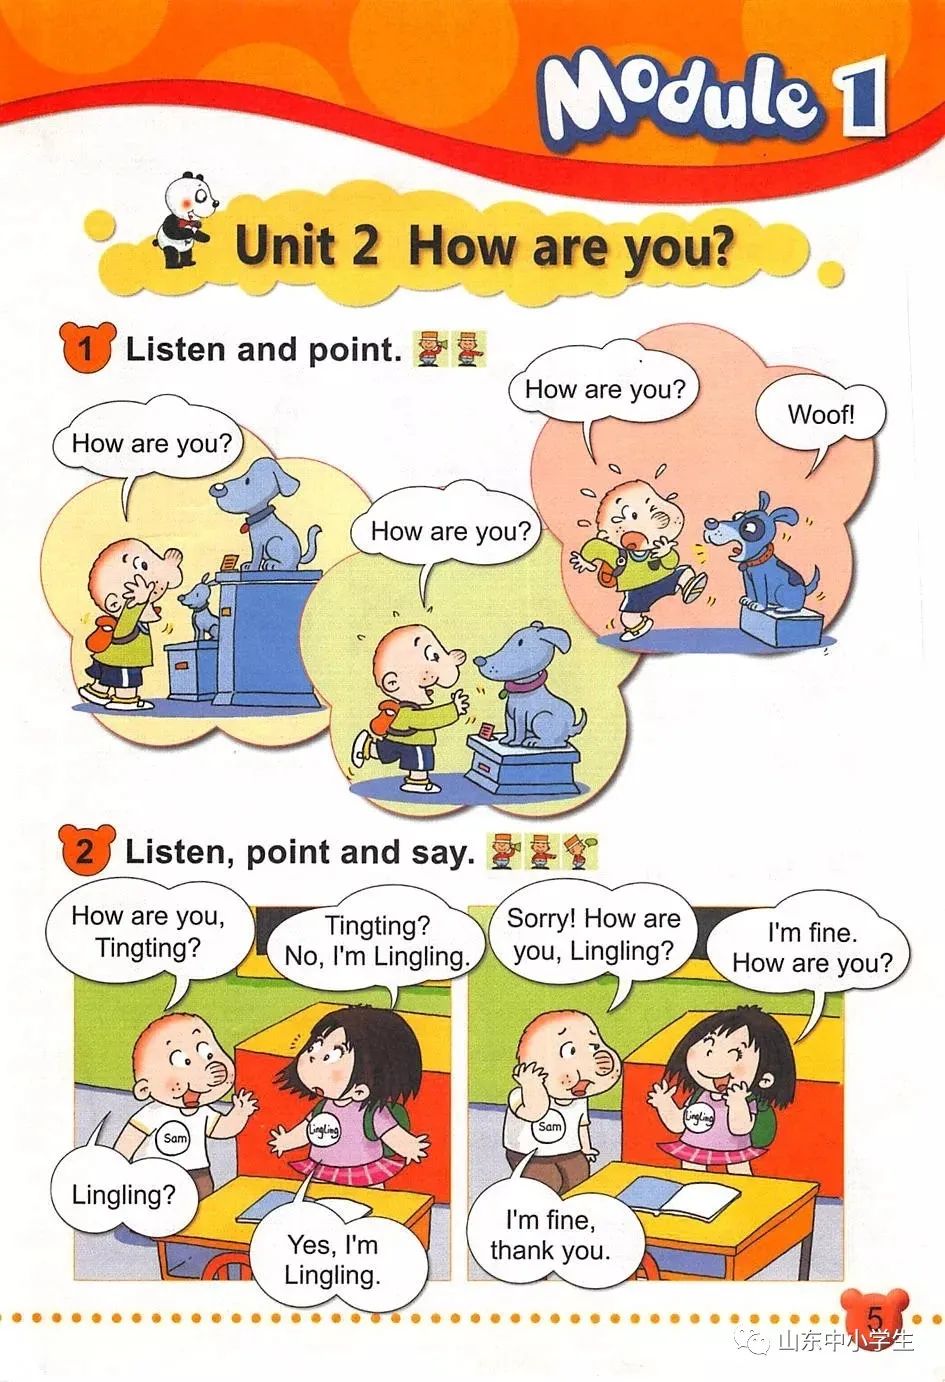 Module 1
Unit 2 How are you?
1 Listen and point.
How are you?
How are you?
How are you?
Woof!
2 Listen, point and say.
How are you,
Tingting?
Tingting?
No, I'm Lingling.
Lingling?
Yes, I'm
Lingling.
Sam
Lingling
Sorry! How are
you, Lingling?
I'm fine.
How are you?
I'm fine,
thank you.
Sam
Lingling
5
山东中小学生